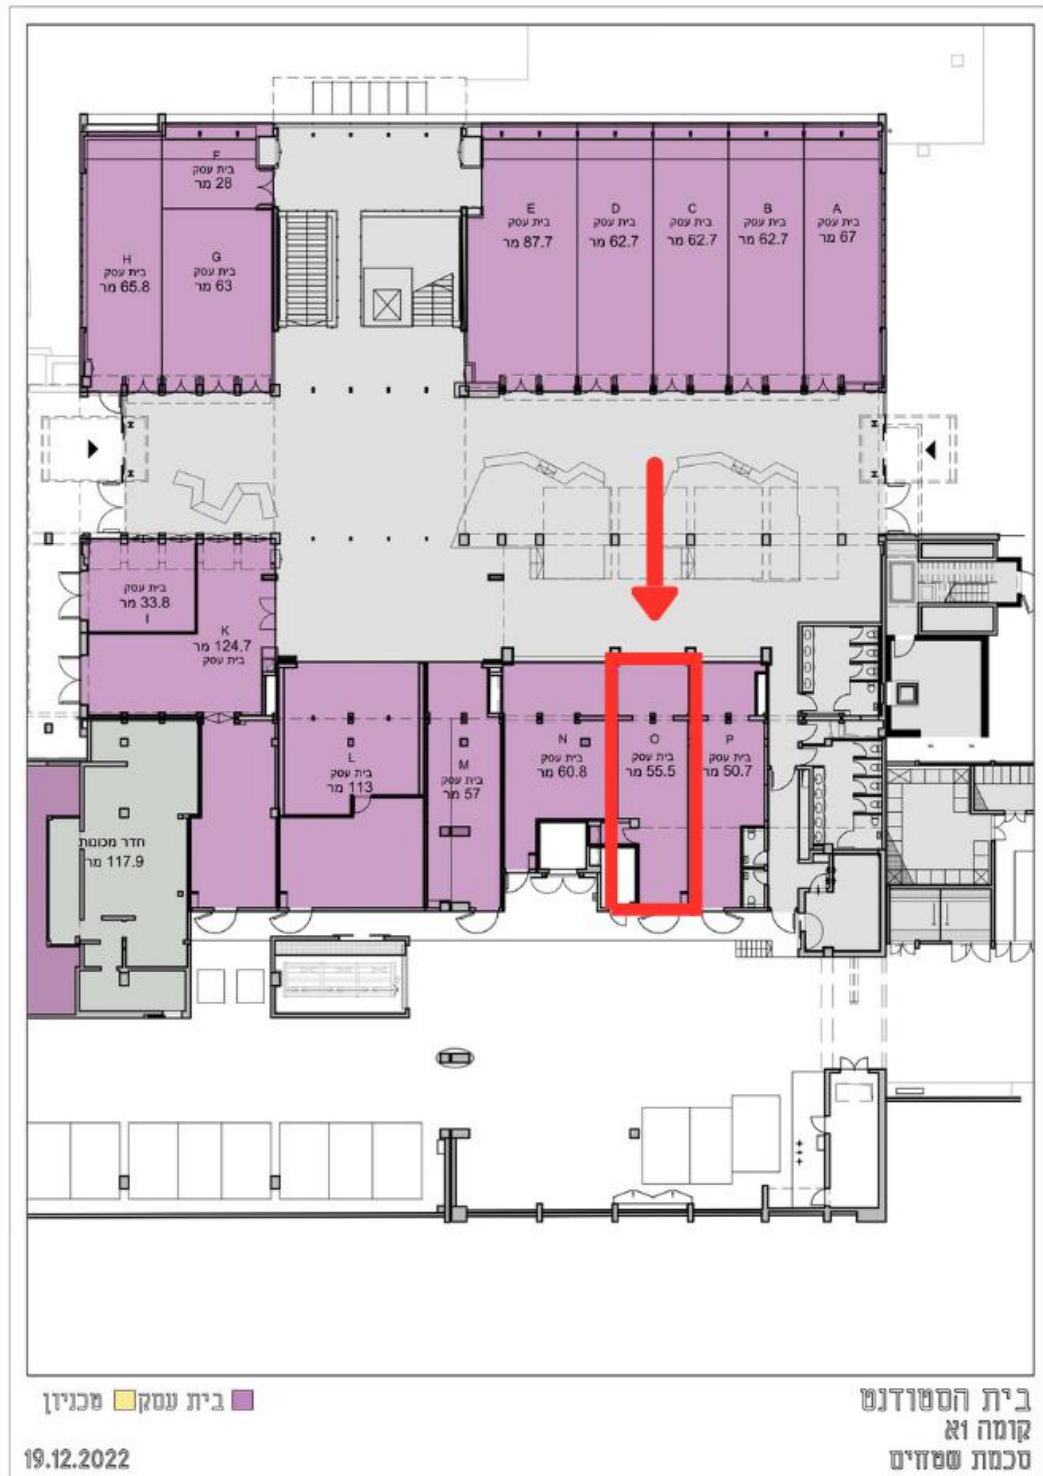 F
בית עסק
28 מר
H
בית עסק
65.8 מר
G
בית עסק
63 מר
E
בית עסק
87.7 מר
D
בית עסק
62.7 מר
C
בית עסק
62.7 מר
B
בית עסק
62.7 מר
A
בית עסק
67 מר
בית עסק
33.8 מר
I
K
124.7 מר
בית עסק
L
בית עסק
113 מר
M
בית עסק
57 מר
N
בית עסק
60.8 מר
O
בית עסק
55.5 מר
P
בית עסק
50.7 מר
חדר מכונות
117.9 מר
בית עסק
טכניון
19.12.2022
בית הסטודנט
קומה 1א
סכמת שטחים